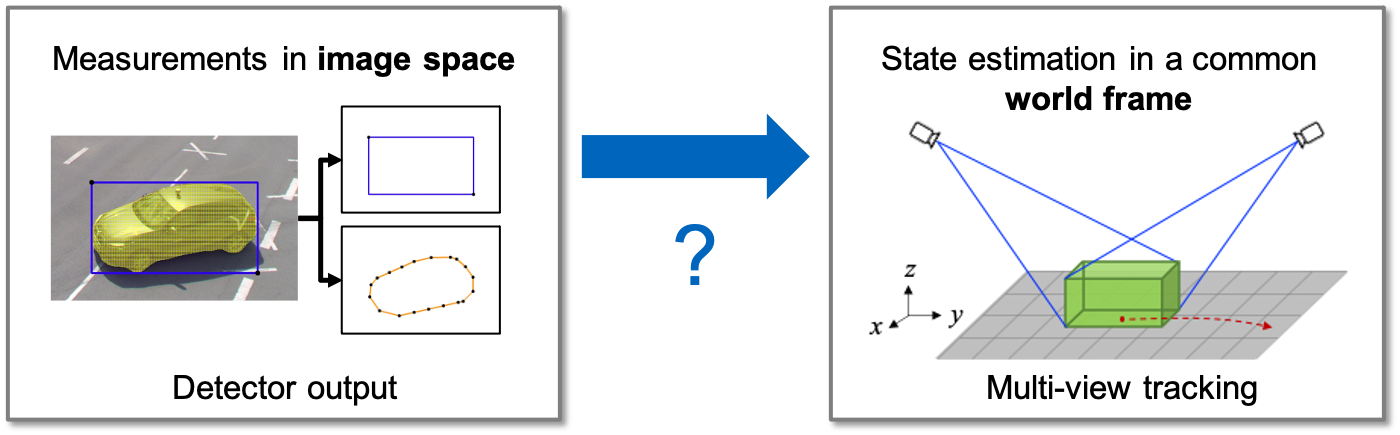 Measurements in image space
Detector output
?
State estimation in a common
world frame
z
x
y
Multi-view tracking